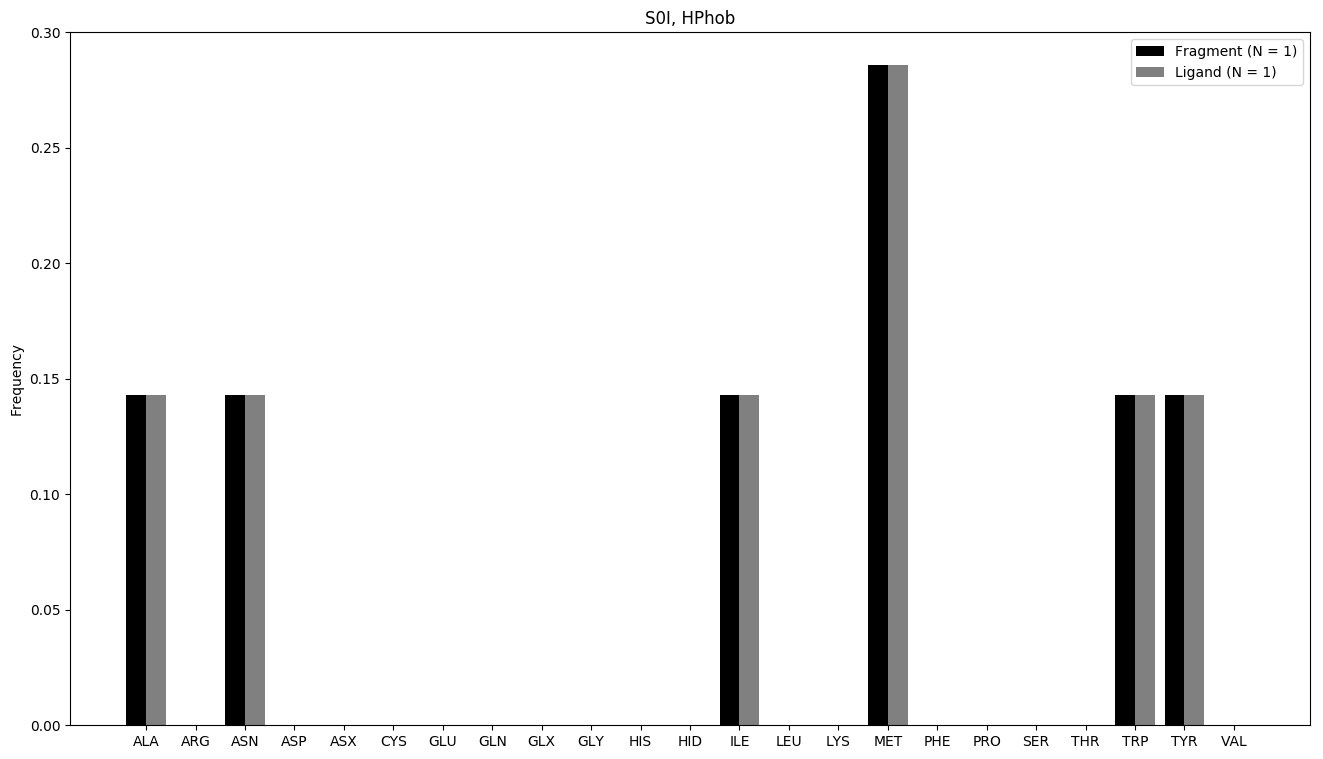 S0I, HPhob
Fragment (N = 1)
Ligand (N = 1)
Frequency
0.30
0.25
0.20
0.15
0.10
0.05
0.00
ALA ARG ASN ASP ASX CYS GLU GLN GLX GLY HIS HID ILE LEU LYS MET PHE PRO SER THR TRP TYR VAL